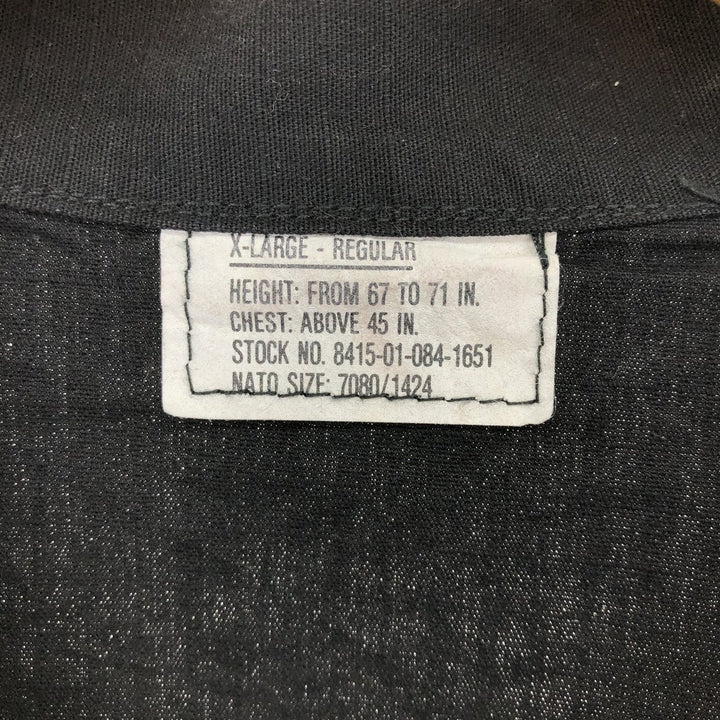 X-LARGE - REGULAR
HEIGHT: FROM 67 TO 71 IN.
CHEST: ABOVE 45 IN.
STOCK NO. 8415-01-084-1651
NATO SIZE: 7080/1424